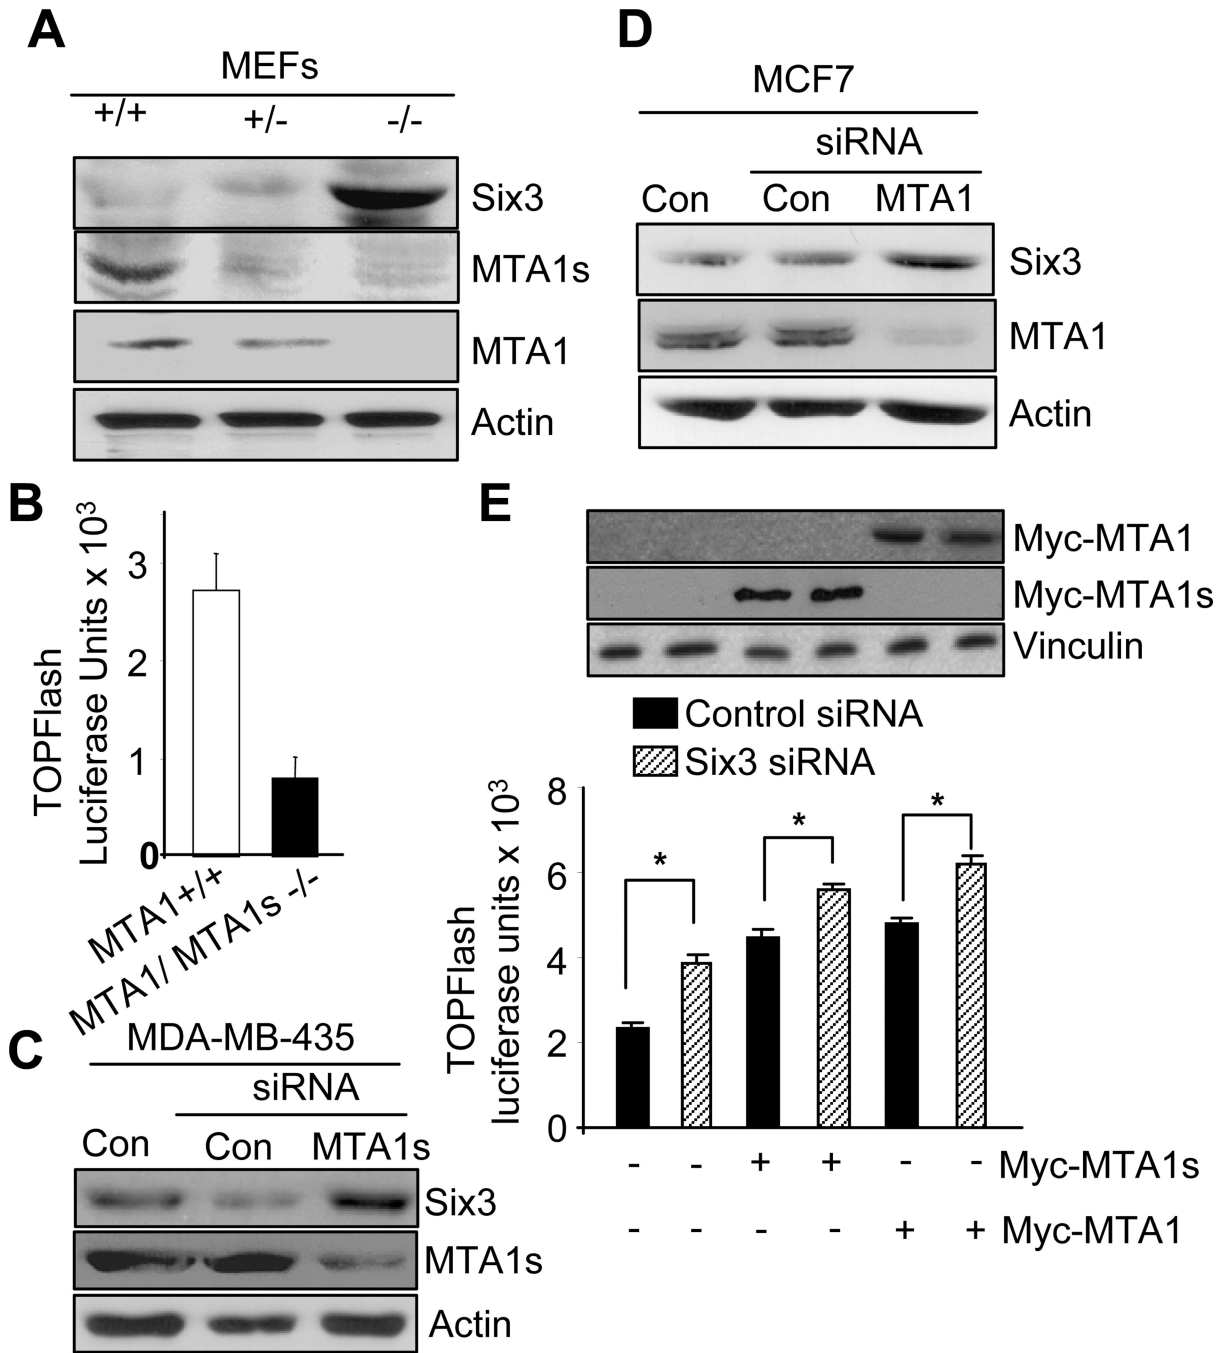 A
MEFs
+/+ +/- -/-
Six3
MTA1s
MTA1
Actin
D
MCF7
siRNA
Con Con MTA1
Six3
MTA1
Actin
B
TOPFlash
Luciferase Units x 10³
3
2
1
0
MTA1+/+
MTA1/ MTA1s -/-
C
MDA-MB-435
siRNA
Con Con MTA1s
Six3
MTA1s
Actin
E
Myc-MTA1
Myc-MTA1s
Vinculin
Control siRNA
Six3 siRNA
TOPFlash
luciferase units x 10³
8
6
4
2
0
* * *
- - + + - - Myc-MTA1s
- - - - + + Myc-MTA1